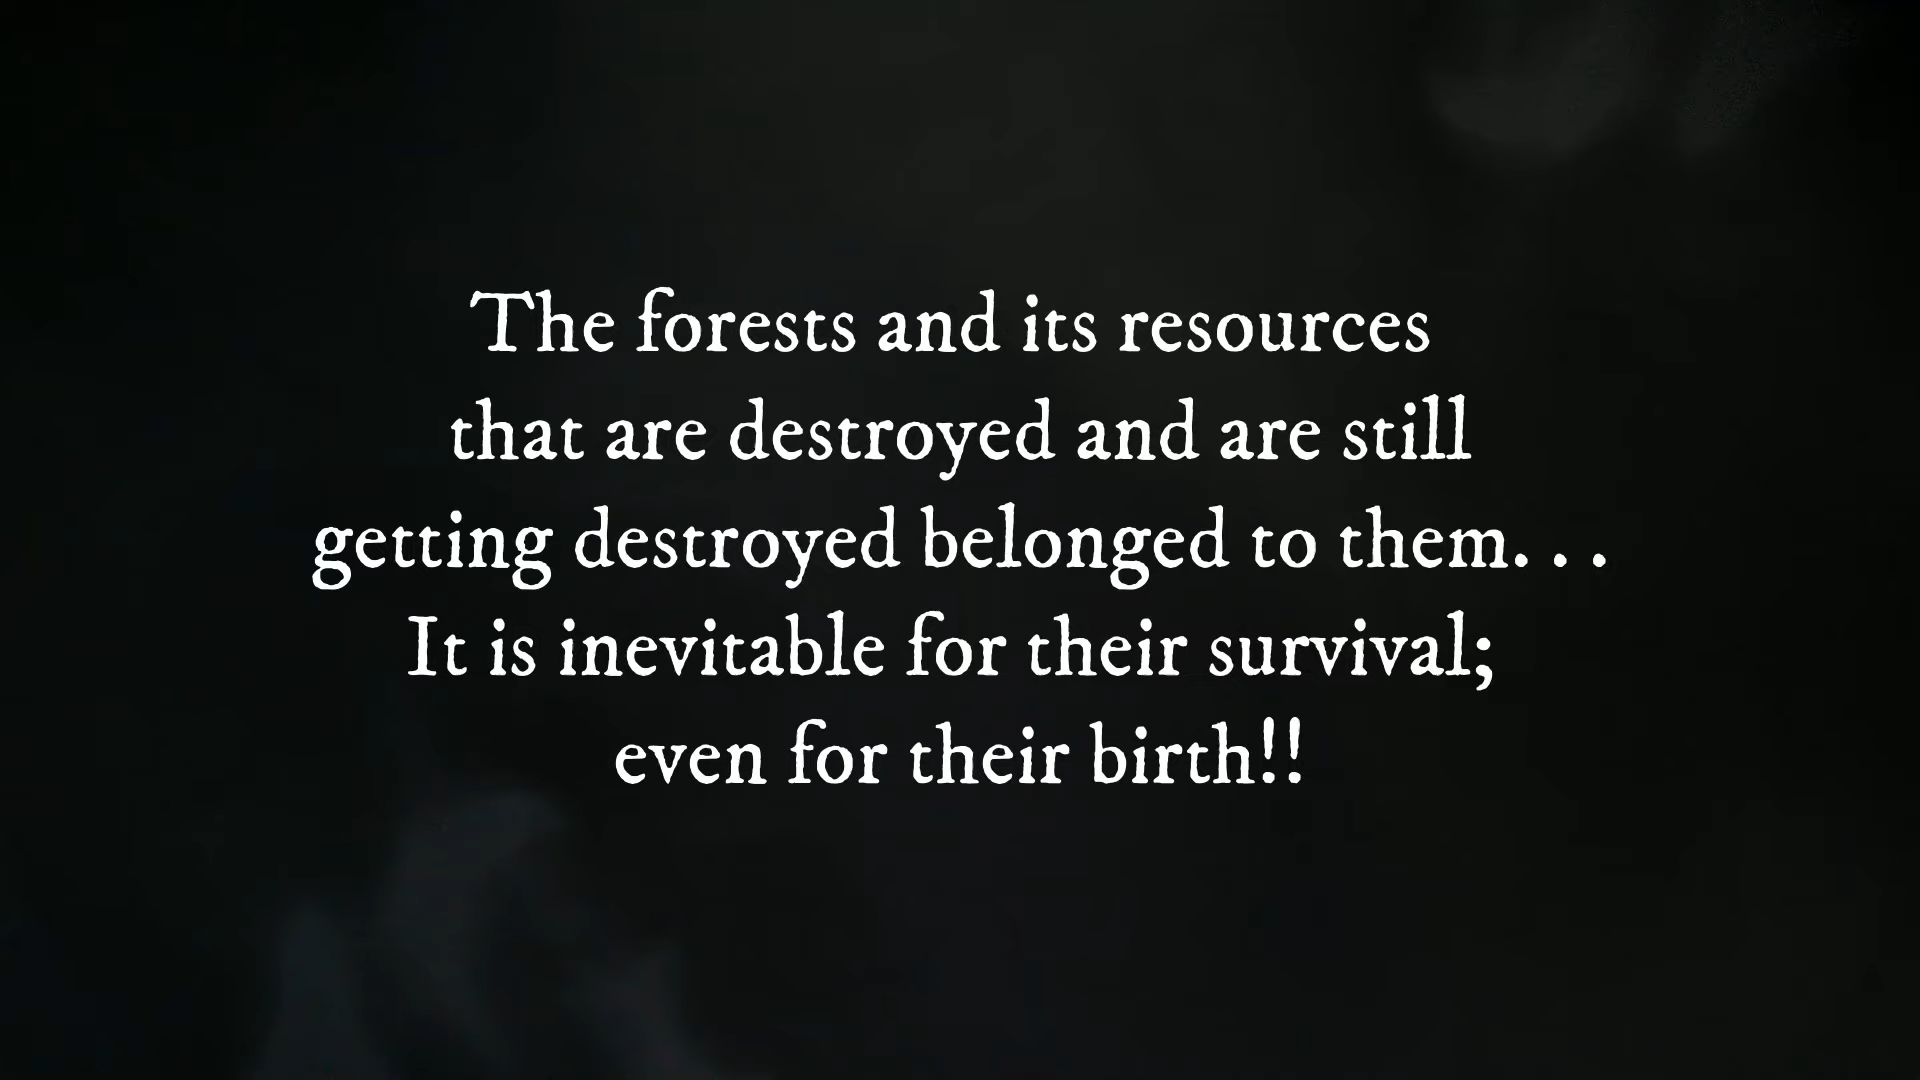 The forests and its resources
that are destroyed and are still
getting destroyed belonged to them. . .
It is inevitable for their survival;
even for their birth!!